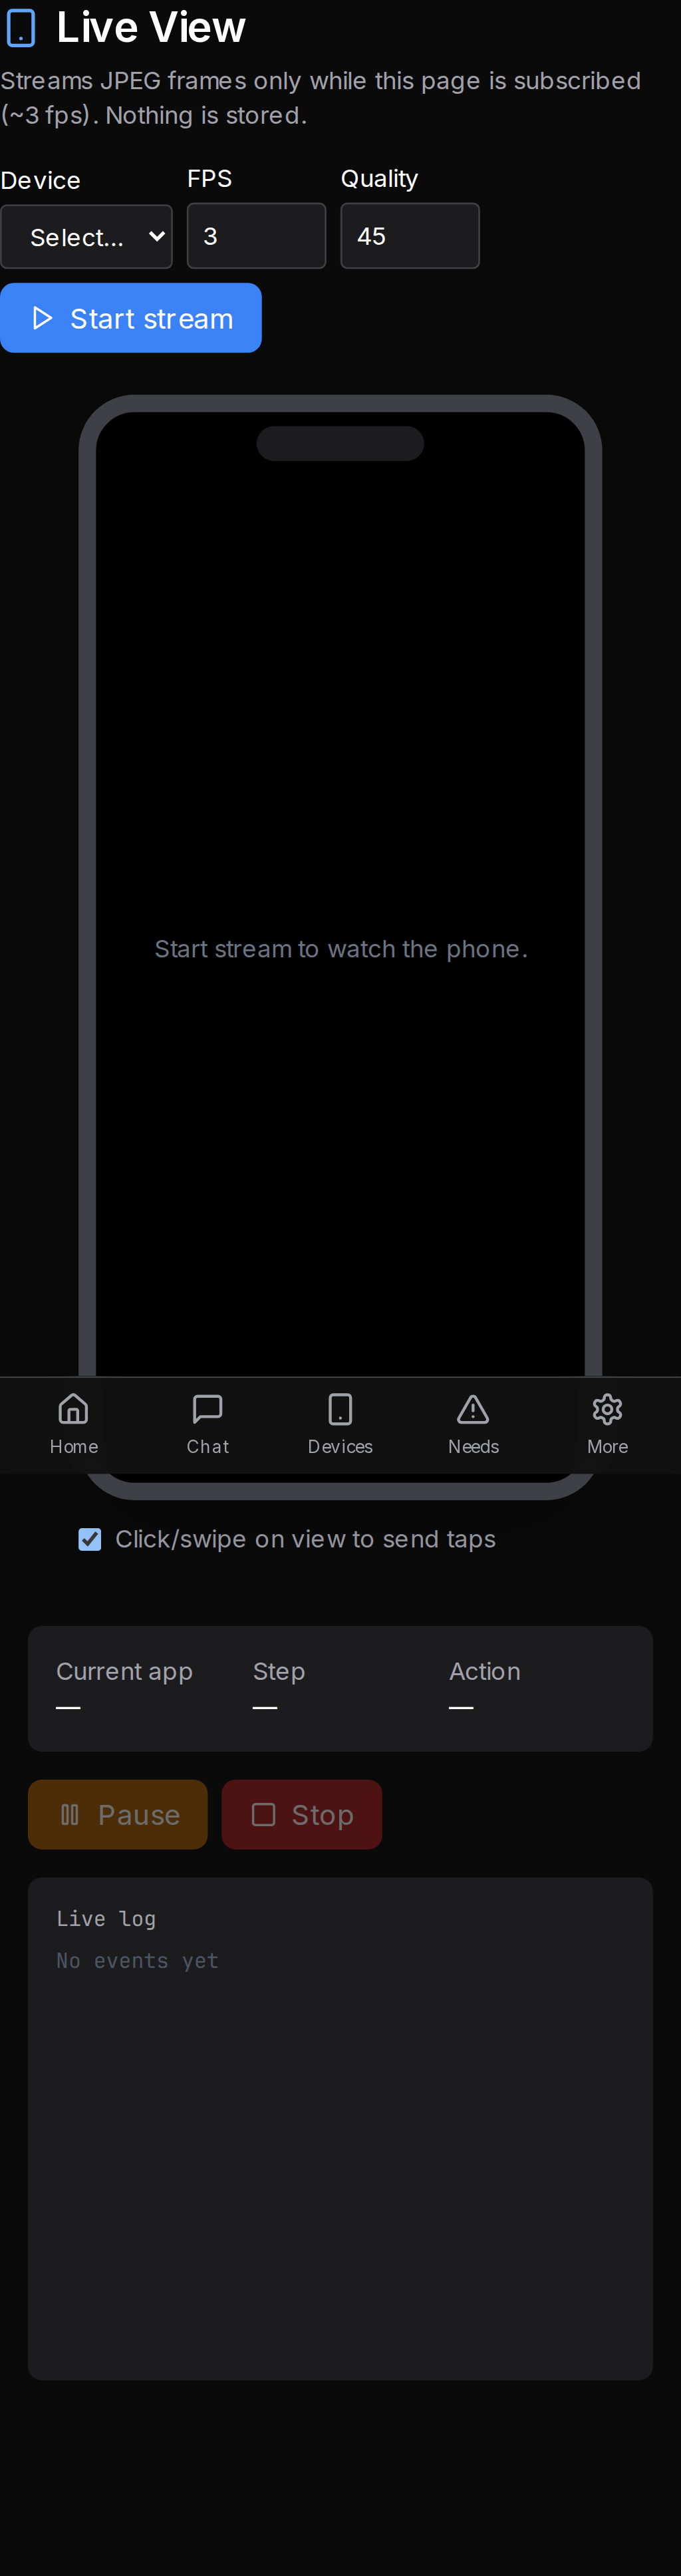 Live View
Streams JPEG frames only while this page is subscribed
(~3 fps). Nothing is stored.
Device
FPS
Quality
Select...
3
45
Start stream
Start stream to watch the phone.
Home
Chat
Devices
Needs
More
Click/swipe on view to send taps
Current app
Step
Action
—
—
—
Pause
Stop
Live log
No events yet